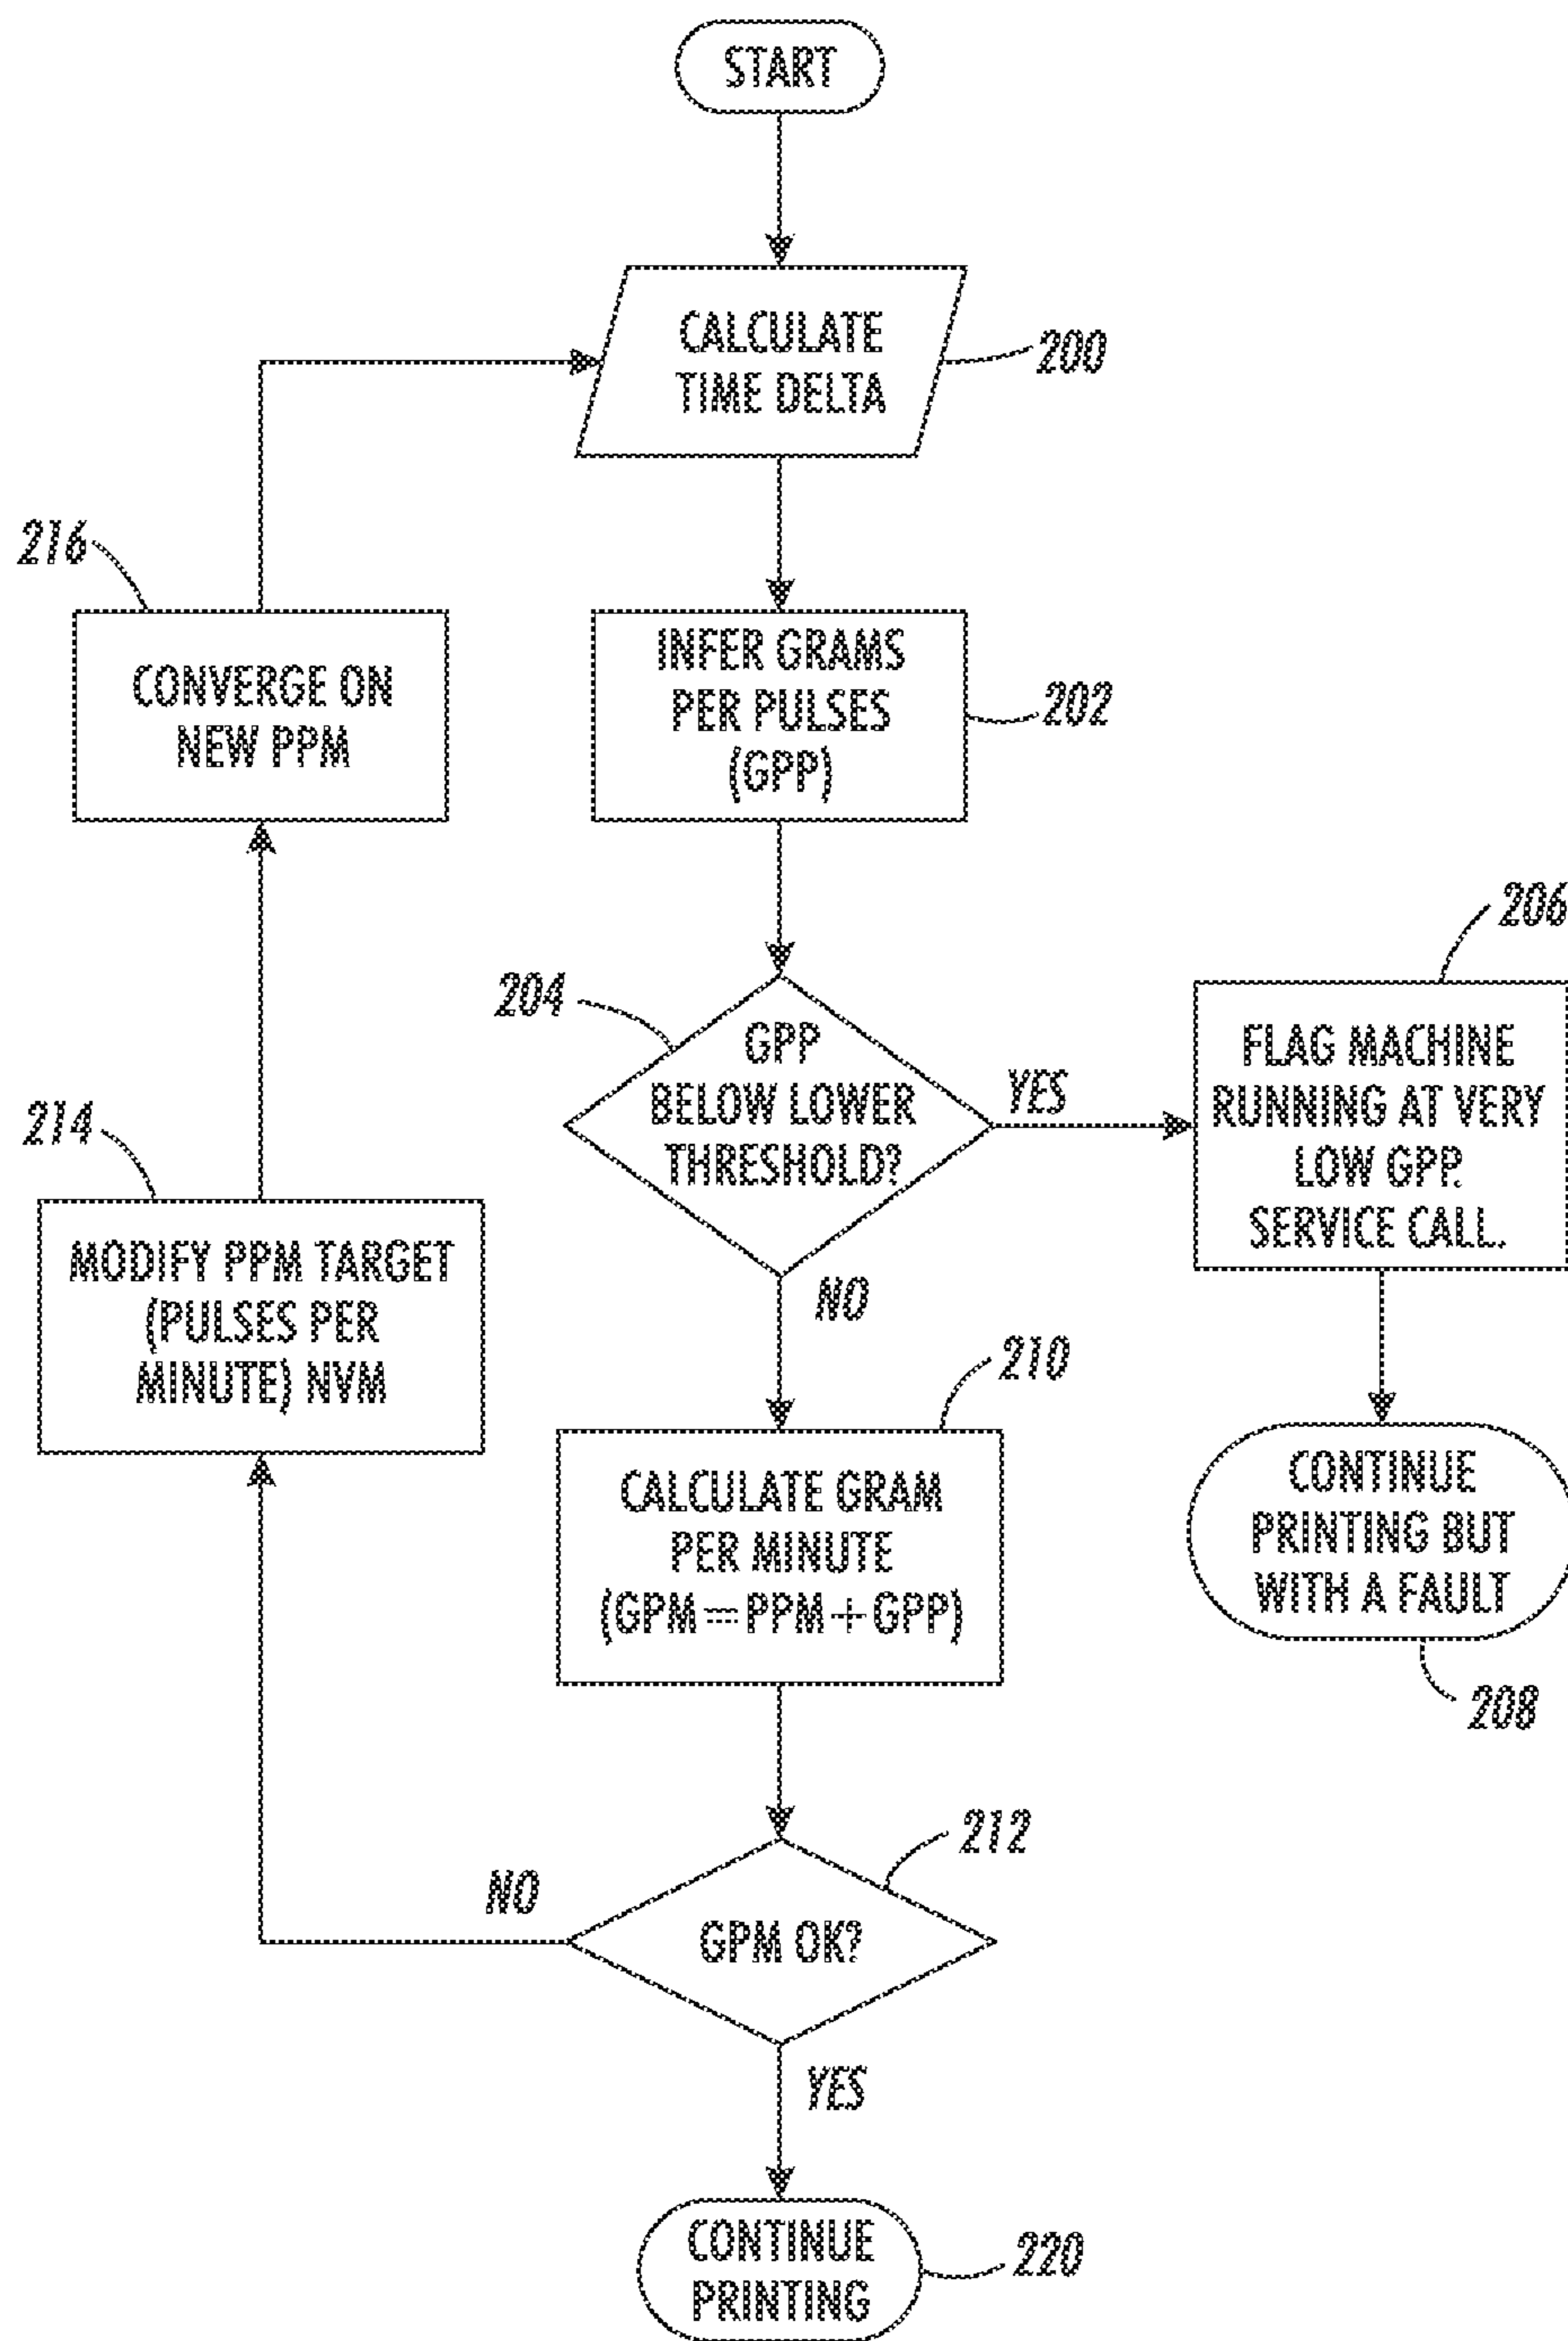 START
CALCULATE
TIME DELTA
200
216
CONVERGE ON
NEW PPM
INFER GRAMS
PER PULSES
(GPP)
202
204
GPP
BELOW LOWER
THRESHOLD?
YES
NO
206
FLAG MACHINE
RUNNING AT VERY
LOW GPP.
SERVICE CALL.
214
MODIFY PPM TARGET
(PULSES PER
MINUTE) NVM
210
CALCULATE GRAM
PER MINUTE
(GPM=PPM+GPP)
CONTINUE
PRINTING BUT
WITH A FAULT
208
212
GPM OK?
NO
YES
CONTINUE
PRINTING
220